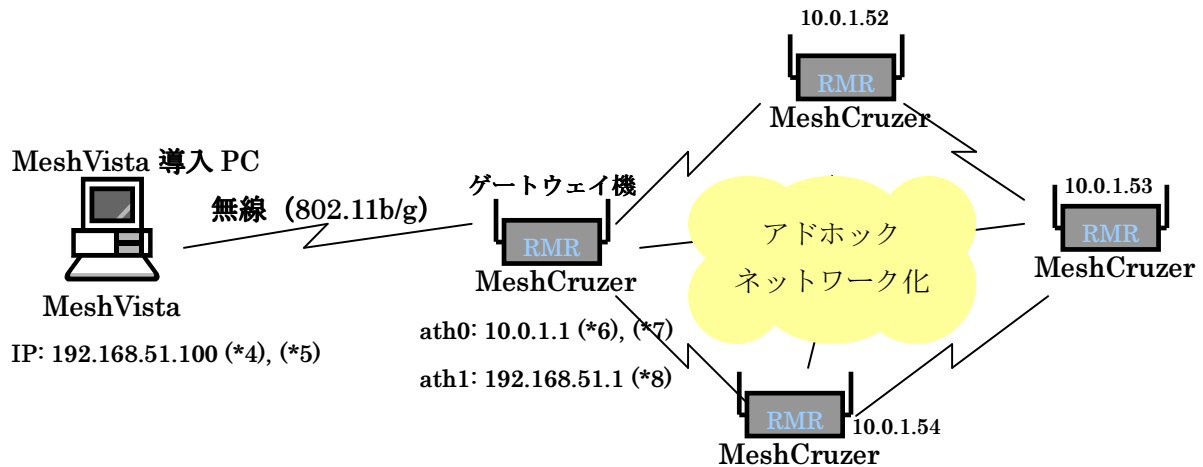 10.0.1.52
RMR
MeshCruzer
MeshVista 導入 PC
無線（802.11b/g）
MeshVista
IP: 192.168.51.100 (*4), (*5)
ゲートウェイ機
RMR
MeshCruzer
ath0: 10.0.1.1 (*6), (*7)
ath1: 192.168.51.1 (*8)
アドホック
ネットワーク化
10.0.1.53
RMR
MeshCruzer
RMR
10.0.1.54
MeshCruzer